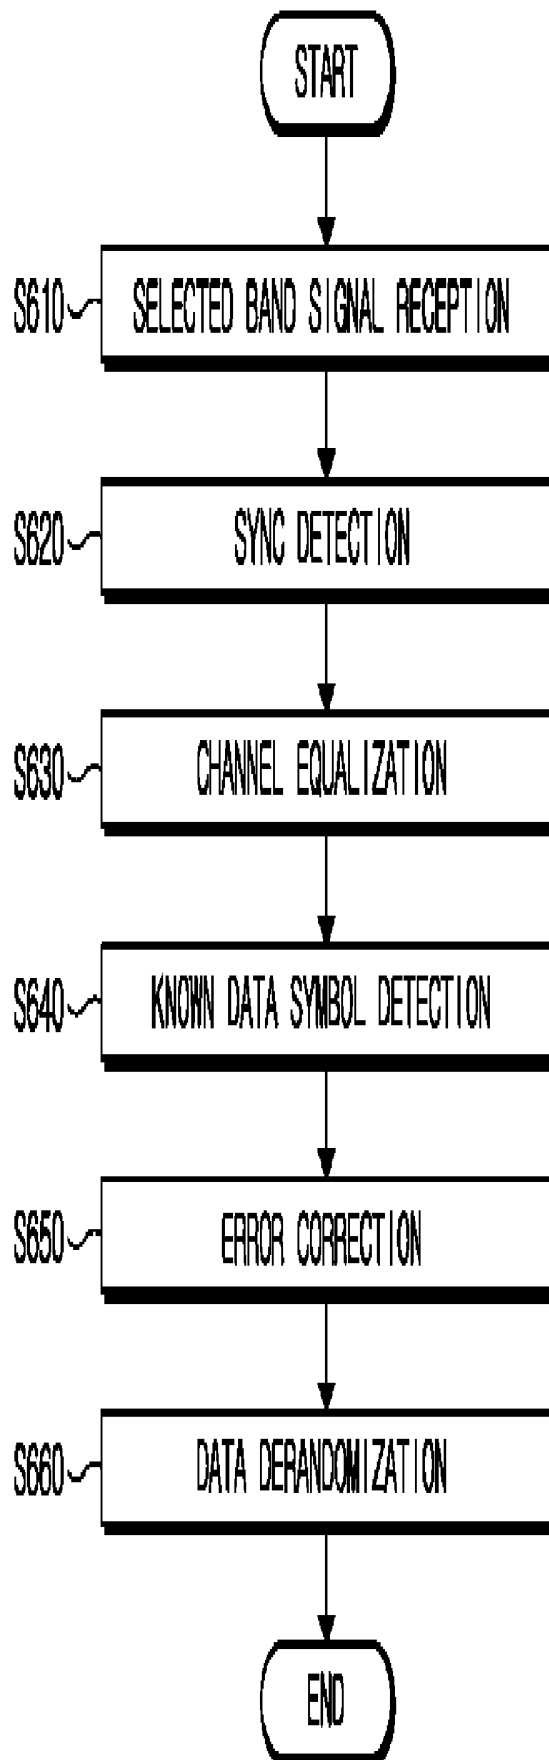 START
S610 SELECTED BAND SIGNAL RECEPTION
S620 SYNC DETECTION
S630 CHANNEL EQUALIZATION
S640 KNOWN DATA SYMBOL DETECTION
S650 ERROR CORRECTION
S660 DATA DERANDOMIZATION
END